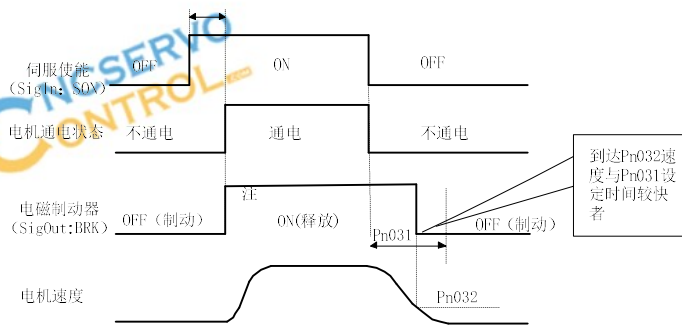 NCSERVO
CONTROL.com
伺服使能
(SigIn: SON)
OFF
ON
OFF
电机通电状态
不通电
通电
不通电
到达Pn032速
度与Pn031设
定时间较快
者
电磁制动器
(SigOut:BRK)
OFF（制动）
注
ON(释放)
Pn031
OFF（制动）
电机速度
Pn032